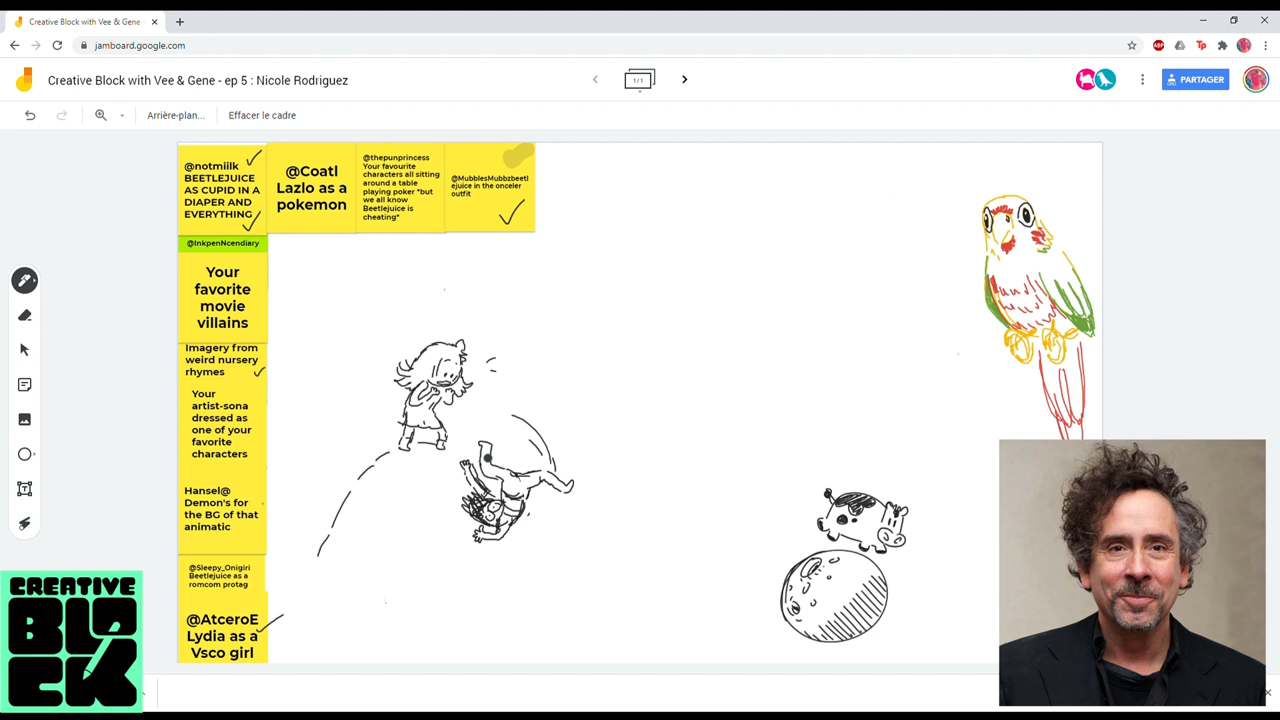 Creative Block with Vee & Gene -
jamboard.google.com
ABP
Tp
Creative Block with Vee & Gene - ep 5 : Nicole Rodriguez
1/1
PARTAGER
Arrière-plan...
Effacer le cadre
@notmiilk
BEETLEJUICE
AS CUPID IN A
DIAPER AND
EVERYTHING
@Coatl
Lazlo as a
pokemon
@thepunprincess
Your favourite
characters all sitting
around a table
playing poker *but
we all know
Beetlejuice is
cheating*
@MubblesMubbzbeetl
ejuice in the onceler
outfit
@InkpenNcendiary
Your
favorite
movie
villains
Imagery from
weird nursery
rhymes
Your
artist-sona
dressed as
one of your
favorite
characters
Hansel@
Demon's for
the BG of that
animatic
@Sleepy_Onigiri
Beetlejuice as a
romcom protag
@AtceroE
Lydia as a
Vsco girl
CREATIVE
BLO
CK